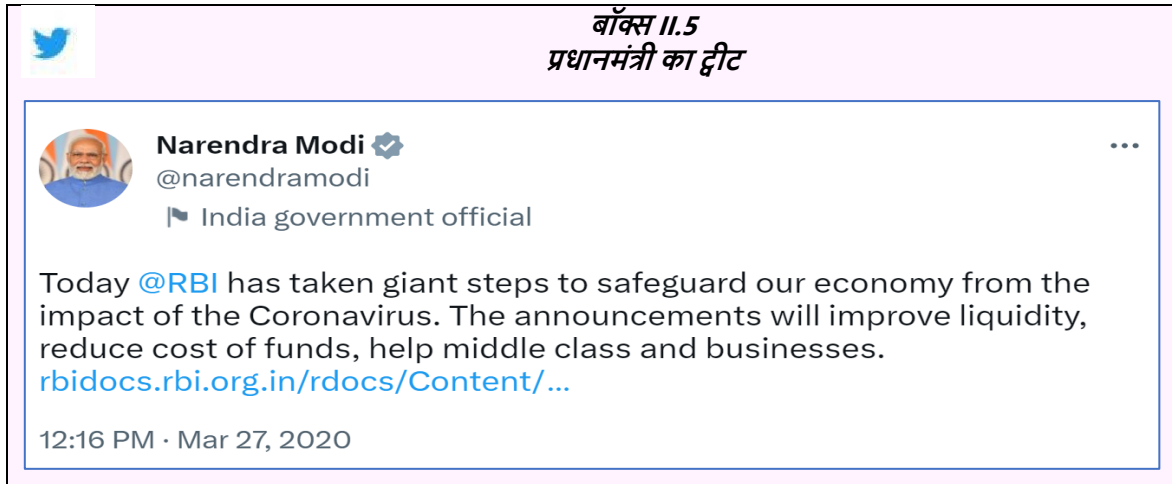 बॉक्स II.5
प्रधानमंत्री का ट्वीट
Narendra Modi
@narendramodi
India government official
Today @RBI has taken giant steps to safeguard our economy from the
impact of the Coronavirus. The announcements will improve liquidity,
reduce cost of funds, help middle class and businesses.
rbidocs.rbi.org.in/rdocs/Content/...
12:16 PM · Mar 27, 2020